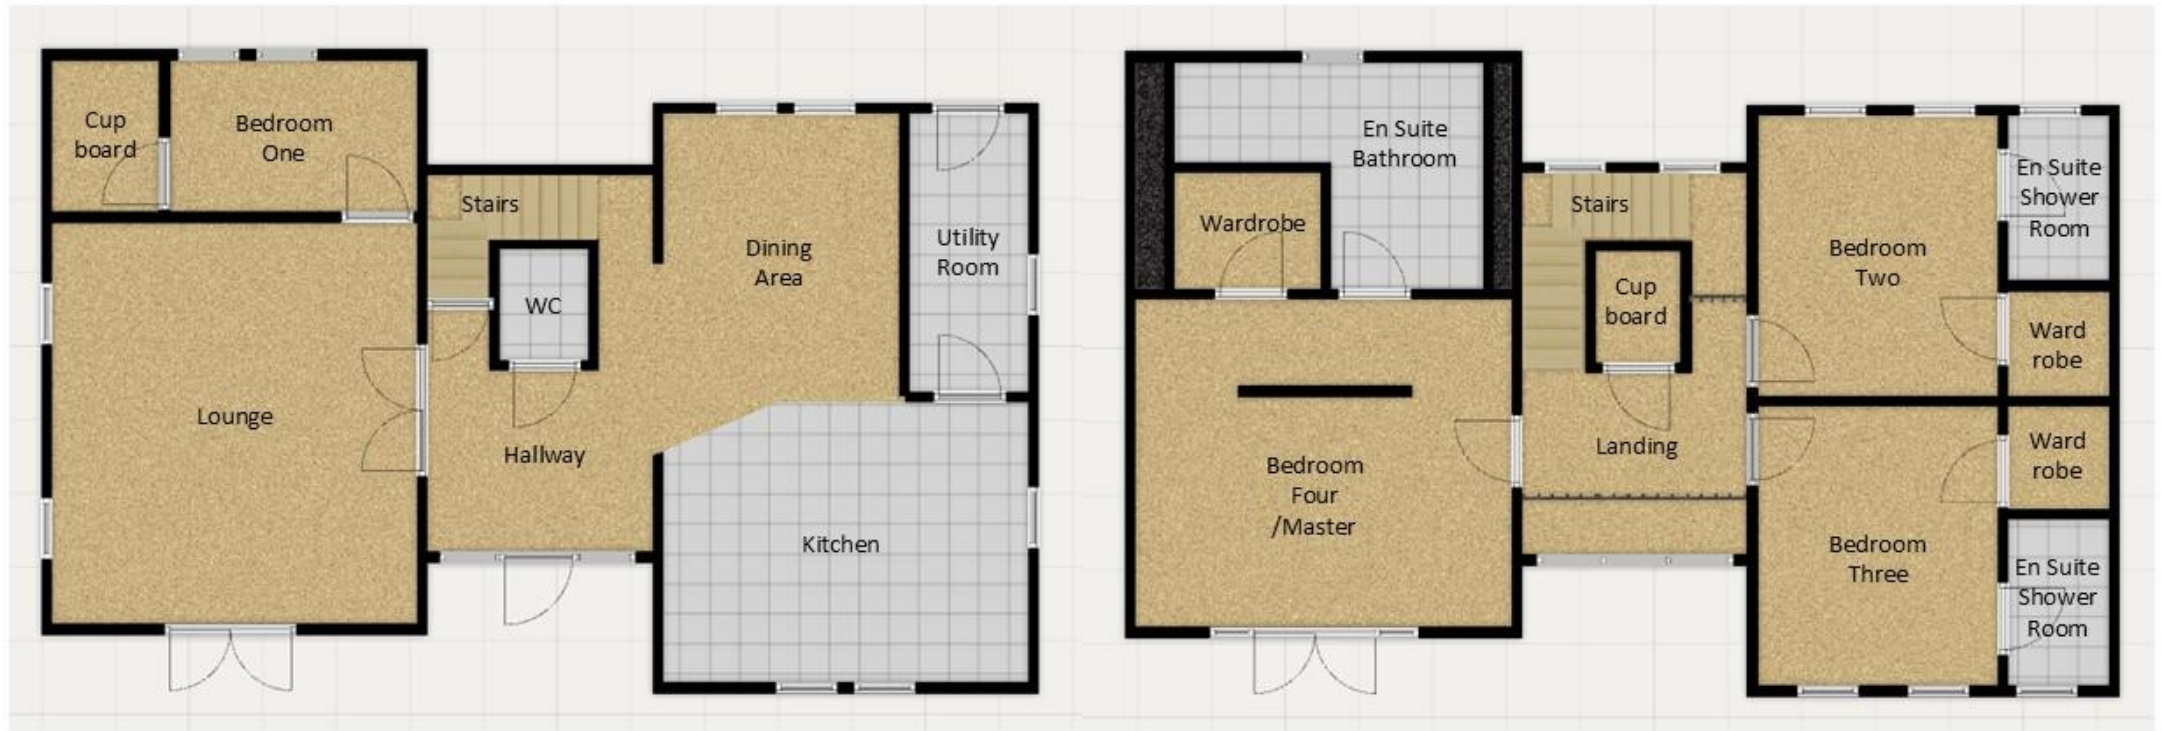 Cup
board
Bedroom
One
Stairs
WC
Dining
Area
Utility
Room
Lounge
Hallway
Kitchen
En Suite
Bathroom
Wardrobe
Stairs
Cup
board
Landing
Bedroom
Four
/Master
Bedroom
Two
En Suite
Shower
Room
Ward
robe
Ward
robe
Bedroom
Three
En Suite
Shower
Room